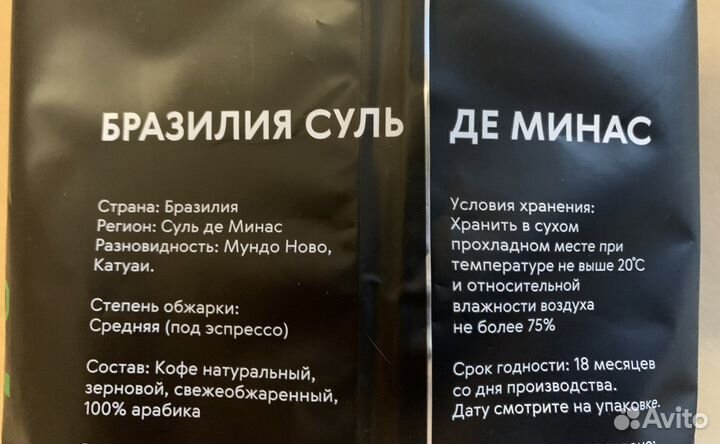 БРАЗИЛИЯ СУЛЬ ДЕ МИНАС
Страна: Бразилия
Регион: Суль де Минас
Разновидность: Мундо Ново,
Катуаи.
Степень обжарки:
Средняя (под эспрессо)
Состав: Кофе натуральный,
зерновой, свежеобжаренный,
100% арабика
Условия хранения:
Хранить в сухом
прохладном месте при
температуре не выше 20°C
и относительной
влажности воздуха
не более 75%
Срок годности: 18 месяцев
со дня производства.
Дату смотрите на упаковке.
Avito